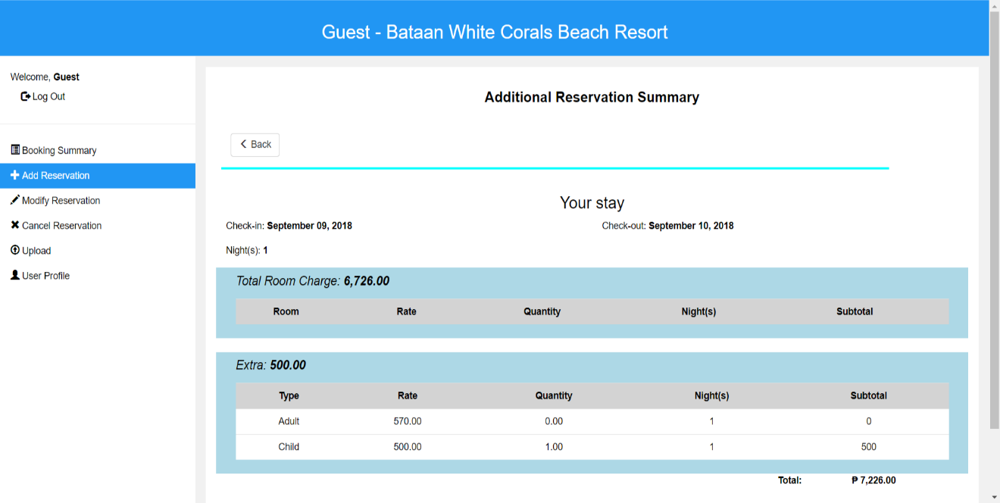 Guest - Bataan White Corals Beach Resort
Welcome, Guest
Log Out
Booking Summary
Add Reservation
Modify Reservation
Cancel Reservation
Upload
User Profile
Additional Reservation Summary
Back
Your stay
Check-in: September 09, 2018 Check-out: September 10, 2018
Night(s): 1
Total Room Charge: 6,726.00
Room Rate Quantity Night(s) Subtotal
Extra: 500.00
Type Rate Quantity Night(s) Subtotal
Adult 570.00 0.00 1 0
Child 500.00 1.00 1 500
Total: ₱ 7,226.00